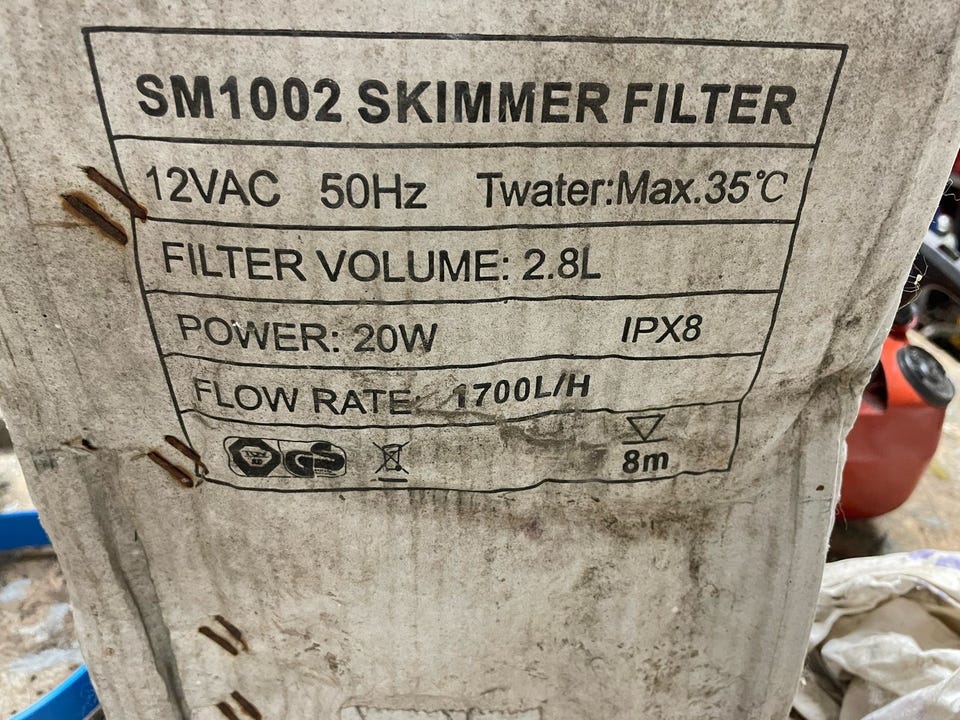 SM1002 SKIMMER FILTER
12VAC 50Hz Twater:Max.35℃
FILTER VOLUME: 2.8L
POWER: 20W IPX8
FLOW RATE: 1700L/H
GS
8m